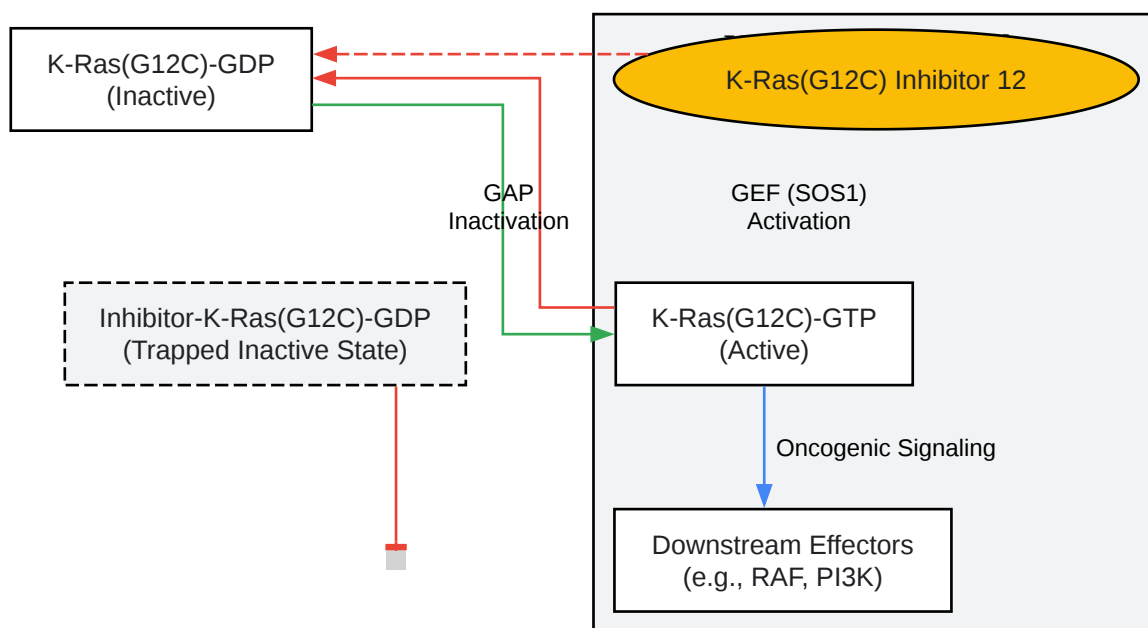 K-Ras(G12C)-GDP
(Inactive)
K-Ras(G12C) Inhibitor 12
GAP
Inactivation
GEF (SOS1)
Activation
Inhibitor-K-Ras(G12C)-GDP
(Trapped Inactive State)
K-Ras(G12C)-GTP
(Active)
Oncogenic Signaling
Downstream Effectors
(e.g., RAF, PI3K)